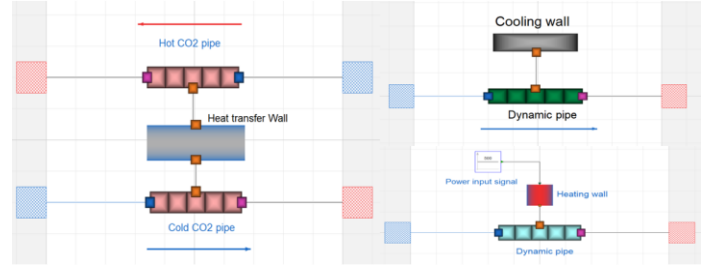 Hot CO2 pipe
Heat transfer Wall
Cold CO2 pipe
Cooling wall
Dynamic pipe
Power input signal
Heating wall
Dynamic pipe